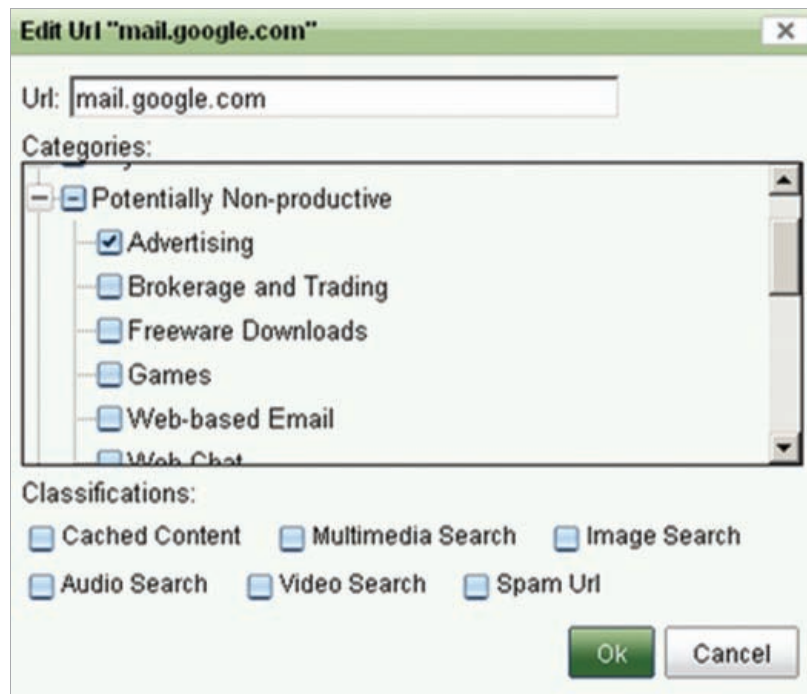 Edit Url "mail.google.com"
Url: mail.google.com
Categories:
Potentially Non-productive
Advertising
Brokerage and Trading
Freeware Downloads
Games
Web-based Email
Web Chat
Classifications:
Cached Content Multimedia Search Image Search
Audio Search Video Search Spam Url
Ok Cancel